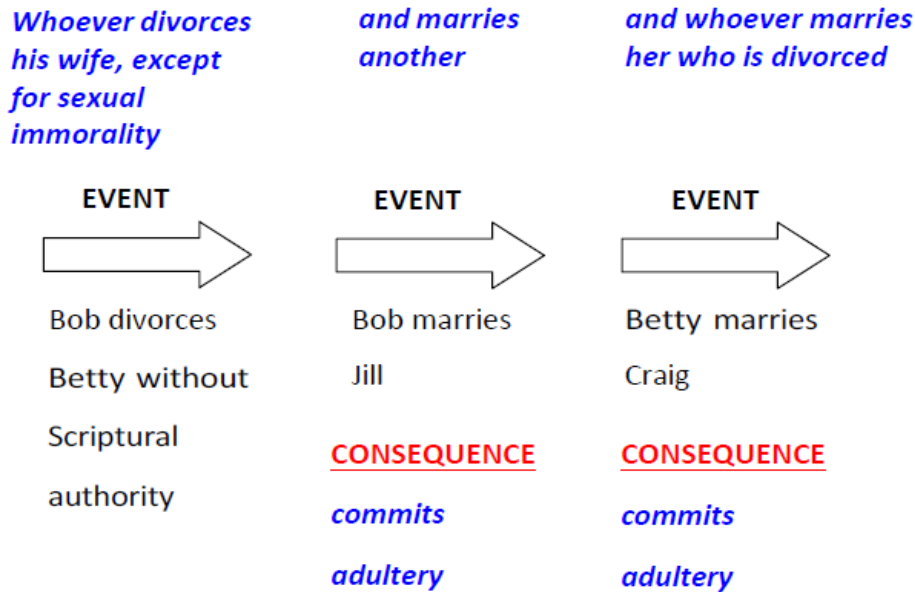 Whoever divorces
his wife, except
for sexual
immorality
and marries
another
and whoever marries
her who is divorced
EVENT
Bob divorces
Betty without
Scriptural
authority
EVENT
Bob marries
Jill
CONSEQUENCE
commits
adultery
EVENT
Betty marries
Craig
CONSEQUENCE
commits
adultery